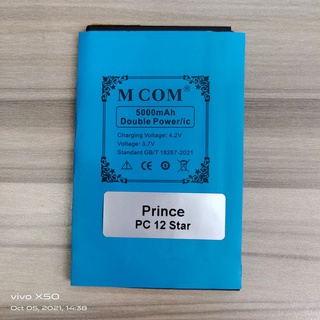 M COM®
5000mAh
Double Power/ic
Charging Voltage: 4.2V
Voltage: 3.7V
Standard GB/T 18287-2021
Prince
PC 12 Star
vivo X50
Oct 05, 2021, 14:38